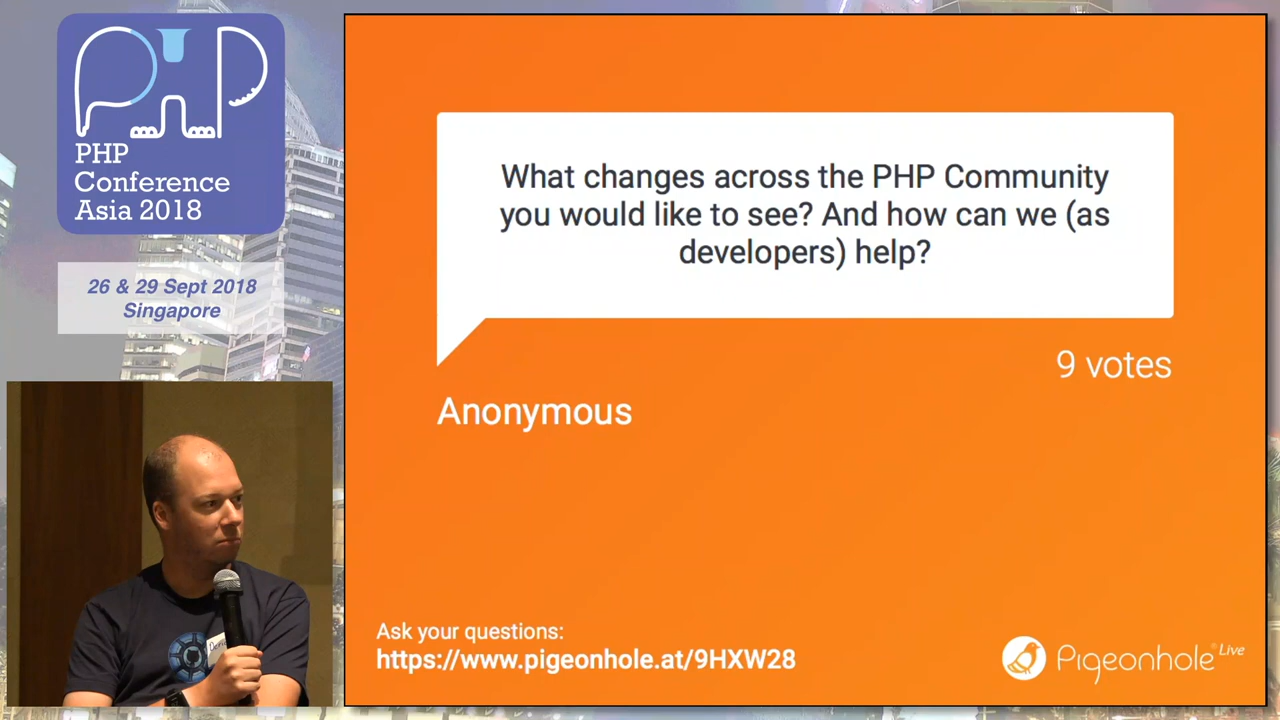 PHP
PHP
Conference
Asia 2018
26 & 29 Sept 2018
Singapore
What changes across the PHP Community
you would like to see? And how can we (as
developers) help?
9 votes
Anonymous
Ask your questions:
https://www.pigeonhole.at/9HXW28
Pigeonhole Live